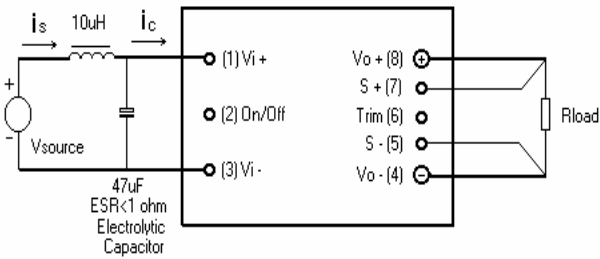 is
10uH
ic
+
-
Vsource
47uF
ESR<1 ohm
Electrolytic
Capacitor
(1) Vi +
(2) On/Off
(3) Vi -
Vo + (8)
S + (7)
Trim (6)
S - (5)
Vo - (4)
+
-
Rload